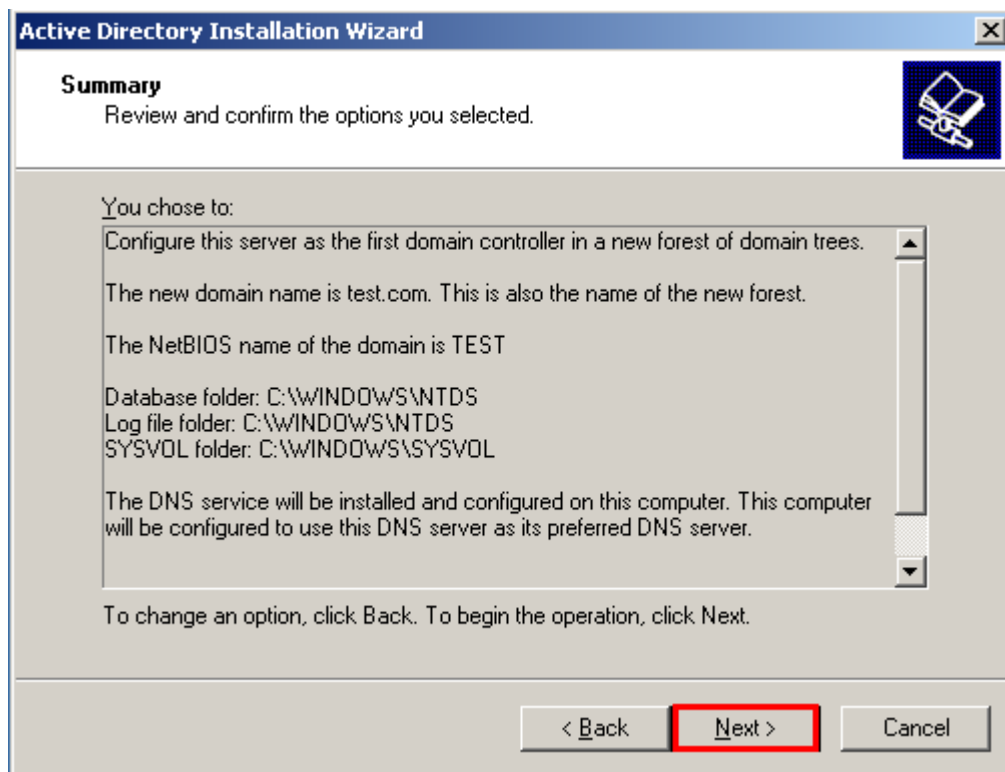 Active Directory Installation Wizard
Summary
Review and confirm the options you selected.
You chose to:
Configure this server as the first domain controller in a new forest of domain trees.
The new domain name is test.com. This is also the name of the new forest.
The NetBIOS name of the domain is TEST
Database folder: C:\WINDOWS\NTDS
Log file folder: C:\WINDOWS\NTDS
SYSVOL folder: C:\WINDOWS\SYSVOL
The DNS service will be installed and configured on this computer. This computer
will be configured to use this DNS server as its preferred DNS server.
To change an option, click Back. To begin the operation, click Next.
< Back Next > Cancel